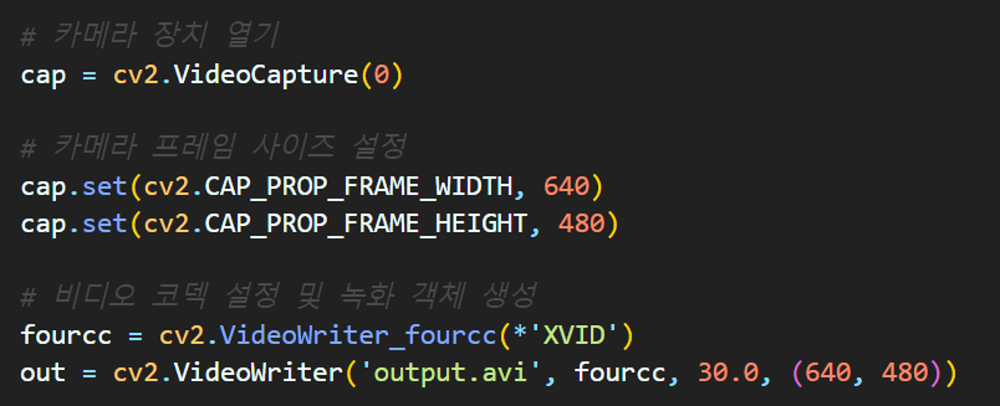 # 카메라 장치 열기
cap = cv2.VideoCapture(0)
# 카메라 프레임 사이즈 설정
cap.set(cv2.CAP_PROP_FRAME_WIDTH, 640)
cap.set(cv2.CAP_PROP_FRAME_HEIGHT, 480)
# 비디오 코덱 설정 및 녹화 객체 생성
fourcc = cv2.VideoWriter_fourcc(*'XVID')
out = cv2.VideoWriter('output.avi', fourcc, 30.0, (640, 480))